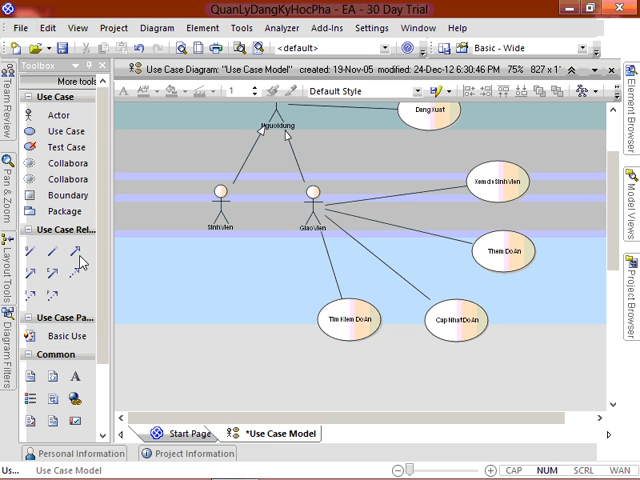 QuanLyDangKyHocPha - EA - 30 Day Trial
File Edit View Project Diagram Element Tools Analyzer Add-Ins Settings Window Help
<default> Basic - Wide
Toolbox
More tools
Use Case Diagram: "Use Case Model" created: 19-Nov-05 modified: 24-Dec-12 6:30:46 PM 75% 827 x 1
1 Default Style
Use Case
Actor
Use Case
Test Case
Collabora
Collabora
Boundary
Package
Use Case Rel...
Use Case Pa...
Basic Use
Common
Team Review
Pan & Zoom
Layout Tools
Diagram Filters
Element Browser
Model Views
Project Browser
DangXuat
NguoiDung
SinhVien
GiaoVien
ThemDoAn
TimKiemDoAn
CapNhatDoAn
Start Page
*Use Case Model
Personal Information
Project Information
Us... Use Case Model
CAP NUM SCRL WAN